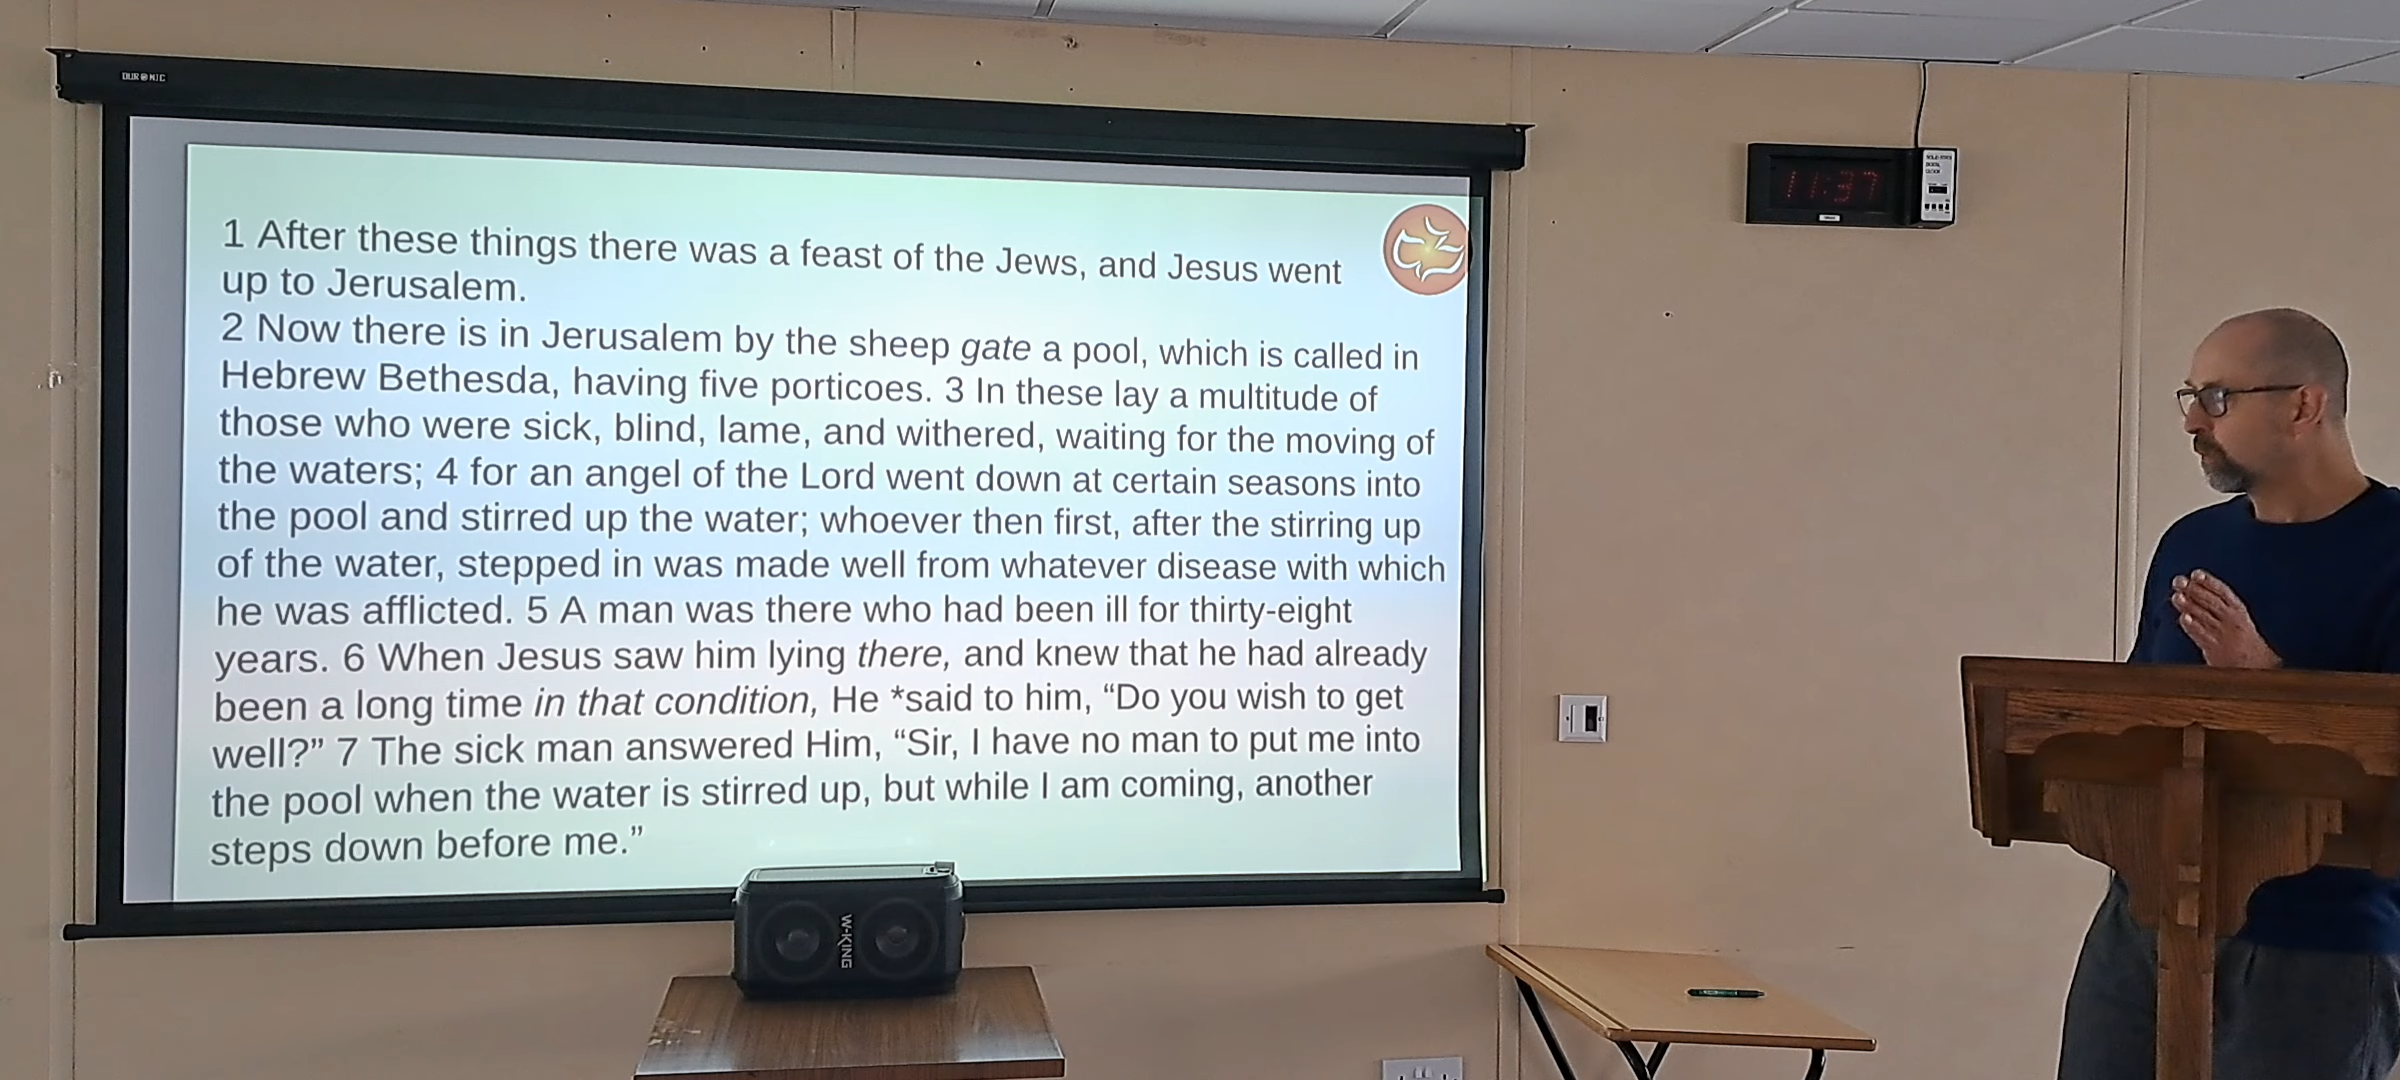 DURONIC
1 After these things there was a feast of the Jews, and Jesus went
up to Jerusalem.
2 Now there is in Jerusalem by the sheep gate a pool, which is called in
Hebrew Bethesda, having five porticoes. 3 In these lay a multitude of
those who were sick, blind, lame, and withered, waiting for the moving of
the waters; 4 for an angel of the Lord went down at certain seasons into
the pool and stirred up the water; whoever then first, after the stirring up
of the water, stepped in was made well from whatever disease with which
he was afflicted. 5 A man was there who had been ill for thirty-eight
years. 6 When Jesus saw him lying there, and knew that he had already
been a long time in that condition, He *said to him, “Do you wish to get
well?” 7 The sick man answered Him, “Sir, I have no man to put me into
the pool when the water is stirred up, but while I am coming, another
steps down before me.”
11:37
W-KING